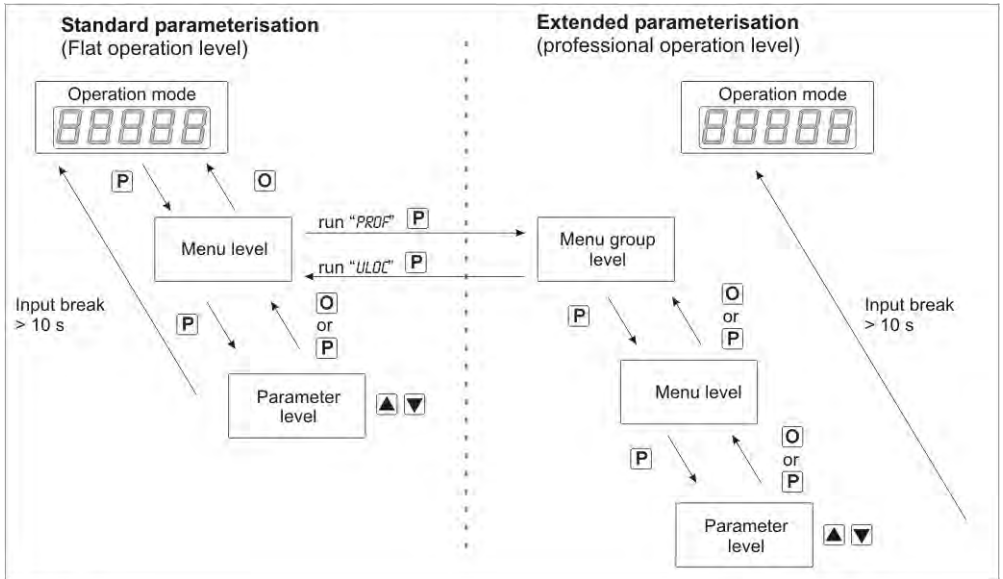 Standard parameterisation
(Flat operation level)
Operation mode
88888
P
O
Menu level
run "PROF" P
run "ULOC" P
Input break
> 10 s
P
O
or
P
Parameter
level
▲ ▼
Extended parameterisation
(professional operation level)
Operation mode
88888
Menu group
level
P
O
or
P
Input break
> 10 s
Menu level
P
O
or
P
Parameter
level
▲ ▼